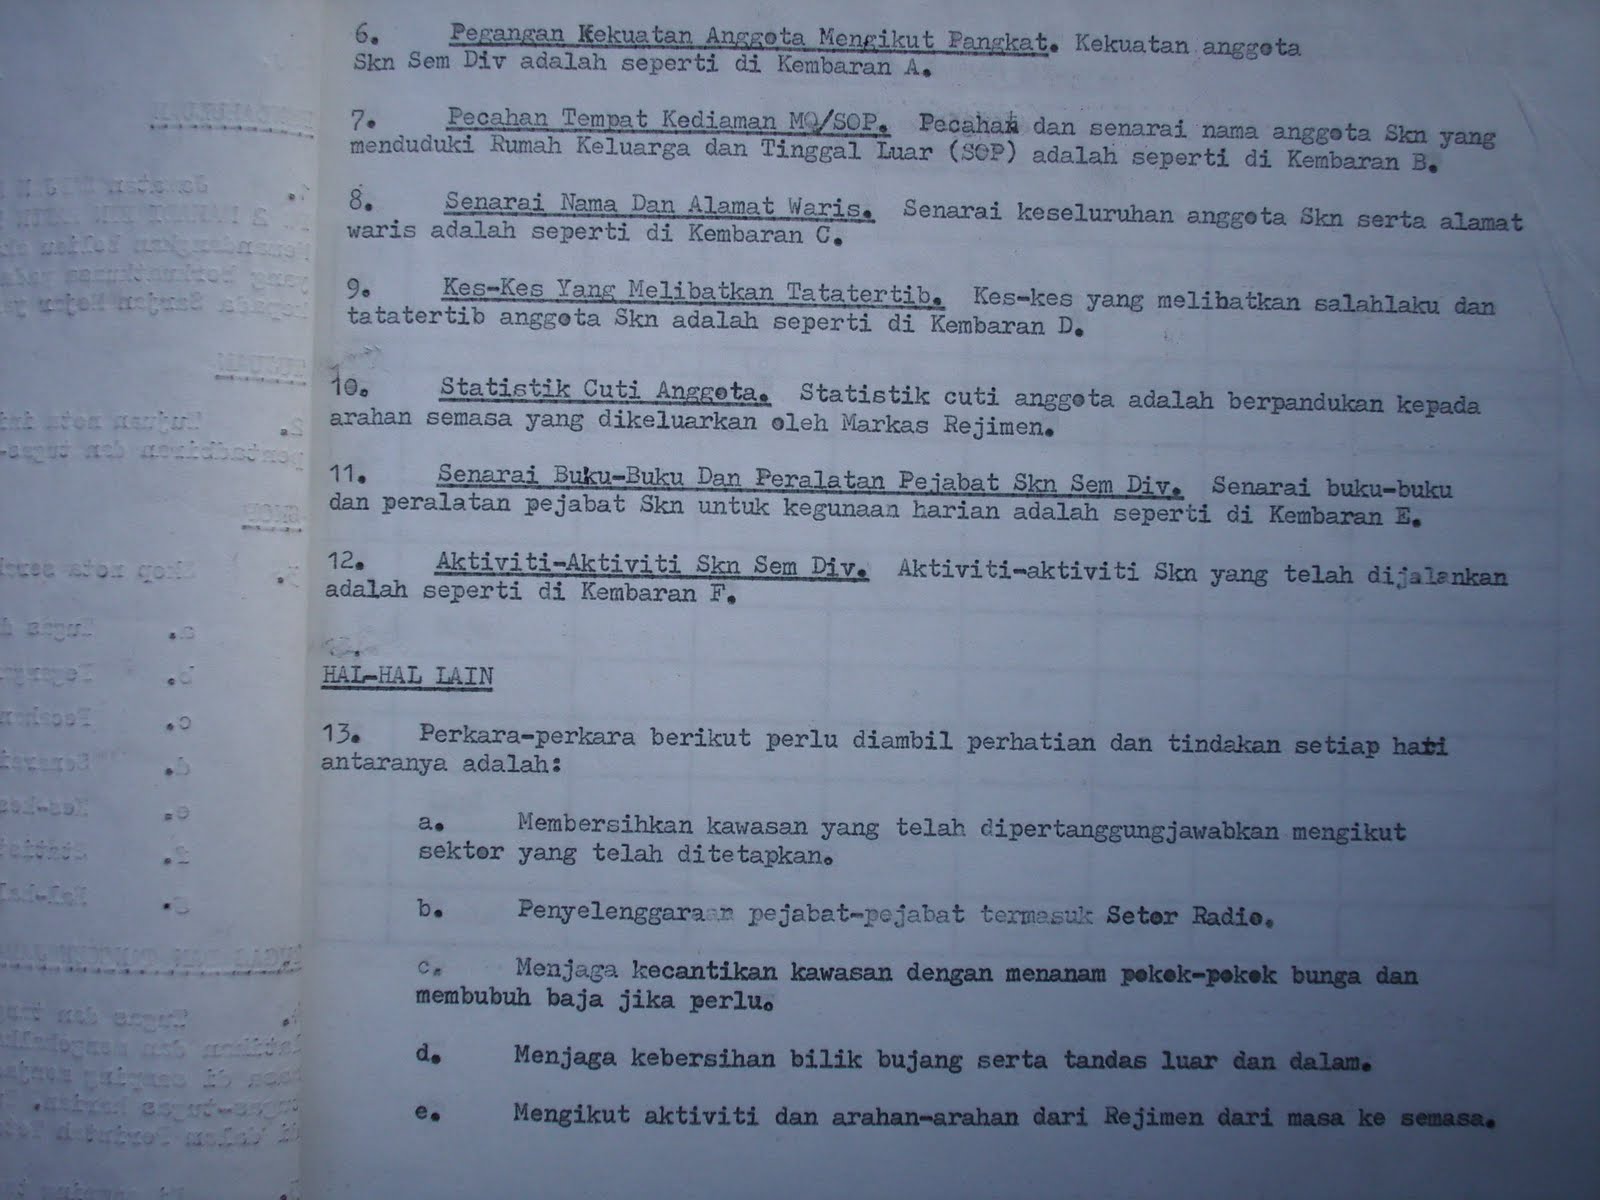 6. Pegangan Kekuatan Anggota Mengikut Pangkat. Kekuatan anggota
Skn Sem Div adalah seperti di Kembaran A.
7. Pecahan Tempat Kediaman MQ/SOP. Pecahan dan senarai nama anggota Skn yang
menduduki Rumah Keluarga dan Tinggal Luar (SOP) adalah seperti di Kembaran B.
8. Senarai Nama Dan Alamat Waris. Senarai keseluruhan anggota Skn serta alamat
waris adalah seperti di Kembaran C.
9. Kes-Kes Yang Melibatkan Tatatertib. Kes-kes yang melibatkan salahlaku dan
tatatertib anggota Skn adalah seperti di Kembaran D.
10. Statistik Cuti Anggota. Statistik cuti anggota adalah berpandukan kepada
arahan semasa yang dikeluarkan oleh Markas Rejimen.
11. Senarai Buku-Buku Dan Peralatan Pejabat Skn Sem Div. Senarai buku-buku
dan peralatan pejabat Skn untuk kegunaan harian adalah seperti di Kembaran E.
12. Aktiviti-Aktiviti Skn Sem Div. Aktiviti-aktiviti Skn yang telah dijalankan
adalah seperti di Kembaran F.
HAL-HAL LAIN
13. Perkara-perkara berikut perlu diambil perhatian dan tindakan setiap hari
antaranya adalah:
a. Membersihkan kawasan yang telah dipertanggungjawabkan mengikut
sektor yang telah ditetapkan.
b. Penyelenggaraan pejabat-pejabat termasuk Setor Radio.
c. Menjaga kecantikan kawasan dengan menanam pokok-pokok bunga dan
membubuh baja jika perlu.
d. Menjaga kebersihan bilik bujang serta tandas luar dan dalam.
e. Mengikut aktiviti dan arahan-arahan dari Rejimen dari masa ke semasa.